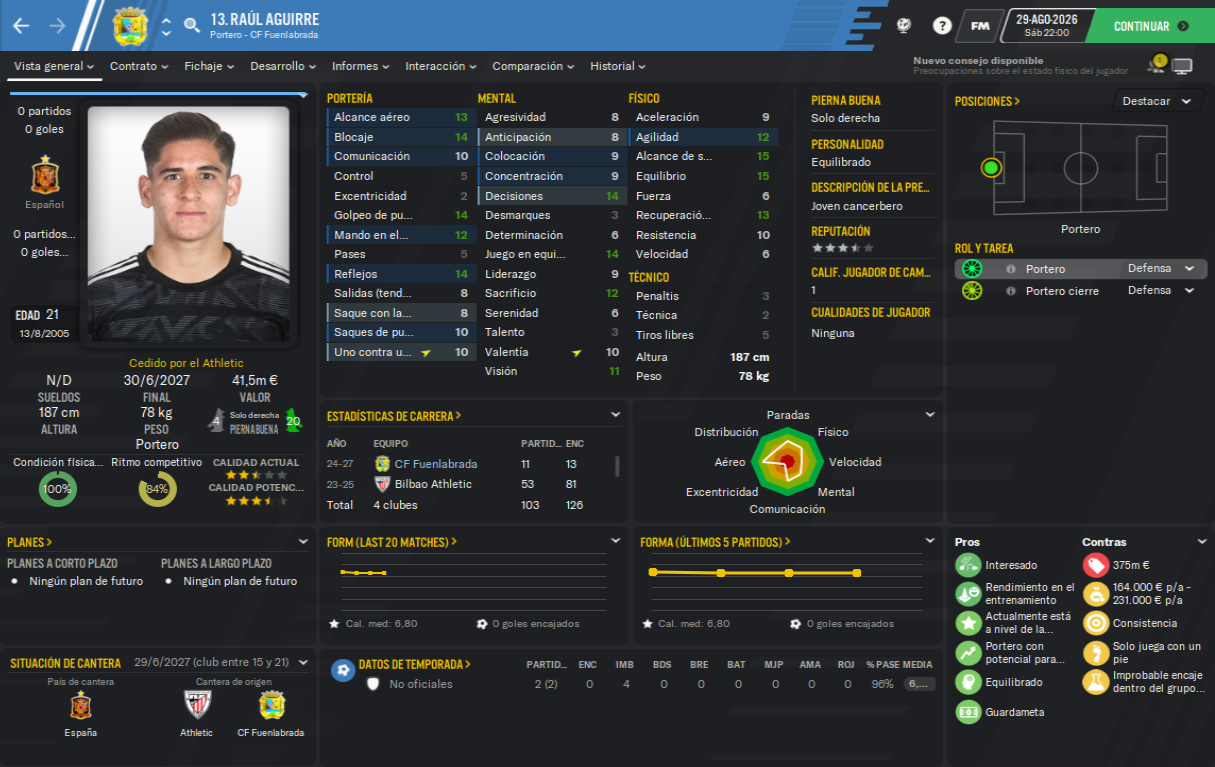 13. RAÚL AGUIRRE
Portero - CF Fuenlabrada
?
FM
29-AGO-2026
Sáb 22:00
CONTINUAR
Vista general
Contrato
Fichaje
Desarrollo
Informes
Interacción
Comparación
Historial
Nuevo consejo disponible
Preocupaciones sobre el estado físico del jugador
1
0 partidos
0 goles
Español
0 partidos...
0 goles...
EDAD 21
13/8/2005
Cedido por el Athletic
N/D 30/6/2027 41,5m €
SUELDOS FINAL VALOR
187 cm 78 kg 4 Solo derecha 20
ALTURA PESO PIERNA BUENA
Portero
Condición física... Ritmo competitivo CALIDAD ACTUAL
100% 84% CALIDAD POTENC...
PORTERÍA
Alcance aéreo 13
Blocaje 14
Comunicación 10
Control 5
Excentricidad 2
Golpeo de pu... 14
Mando en el... 12
Pases 5
Reflejos 14
Salidas (tend... 8
Saque con la... 8
Saques de pu... 10
Uno contra u... 10
MENTAL
Agresividad 8
Anticipación 8
Colocación 9
Concentración 9
Decisiones 14
Desmarques 3
Determinación 6
Juego en equi... 14
Liderazgo 9
Sacrificio 12
Serenidad 6
Talento 3
Valentía 10
Visión 11
FÍSICO
Aceleración 9
Agilidad 12
Alcance de s... 15
Equilibrio 15
Fuerza 6
Recuperació... 13
Resistencia 10
Velocidad 6
TÉCNICO
Penaltis 3
Técnica 2
Tiros libres 5
Altura 187 cm
Peso 78 kg
PIERNA BUENA
Solo derecha
PERSONALIDAD
Equilibrado
DESCRIPCIÓN DE LA PRE...
Joven cancerbero
REPUTACIÓN
CALIF. JUGADOR DE CAM...
1
CUALIDADES DE JUGADOR
Ninguna
POSICIONES >
Destacar
Portero
ROL Y TAREA
Portero Defensa
Portero cierre Defensa
ESTADÍSTICAS DE CARRERA >
AÑO EQUIPO PARTID... ENC
24-27 CF Fuenlabrada 11 13
23-25 Bilbao Athletic 53 81
Total 4 clubes 103 126
Paradas
Distribución Físico
Aéreo Velocidad
Excentricidad Mental
Comunicación
PLANES >
PLANES A CORTO PLAZO PLANES A LARGO PLAZO
• Ningún plan de futuro • Ningún plan de futuro
FORM (LAST 20 MATCHES) >
Cal. med: 6,80 0 goles encajados
FORMA (ÚLTIMOS 5 PARTIDOS) >
Cal. med: 6,80 0 goles encajados
Pros
Interesado
Rendimiento en el
entrenamiento
Actualmente está
a nivel de la...
Portero con
potencial para...
Equilibrado
Guardameta
Contras
375m €
164.000 € p/a -
231.000 € p/a
Consistencia
Solo juega con un
pie
Improbable encaje
dentro del grupo...
SITUACIÓN DE CANTERA 29/6/2027 (club entre 15 y 21)
País de cantera Cantera de origen
España Athletic CF Fuenlabrada
DATOS DE TEMPORADA > PARTID... ENC IMB BDS BRE BAT MJP AMA ROJ % PASE MEDIA
No oficiales 2 (2) 0 4 0 0 0 0 0 0 96% 6,...